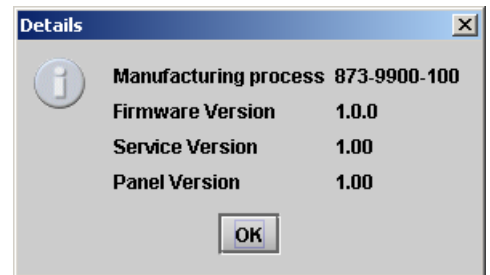 Details
Manufacturing process 873-9900-100
Firmware Version 1.0.0
Service Version 1.00
Panel Version 1.00
OK